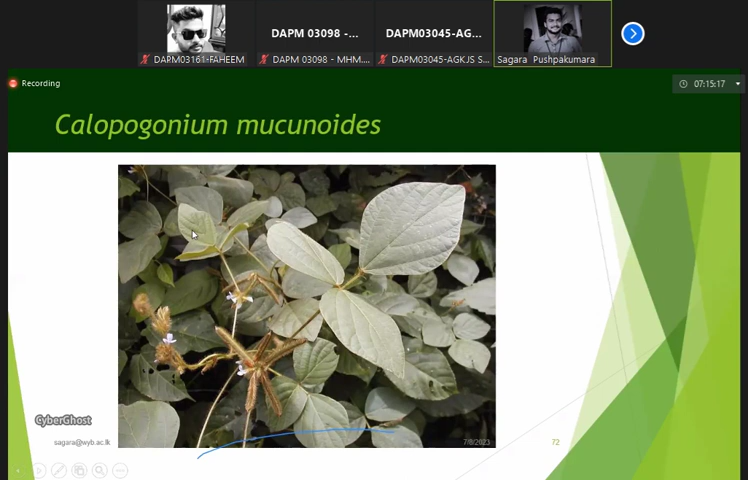 DAPM 03098 -...
DAPM03045-AG...
DAPM03161-FAHEEM
DAPM 03098 - MHM....
DAPM03045-AGKJS S...
Sagara Pushpakumara
Recording
07:15:17
Calopogonium mucunoides
CyberGhost
sagara@wyb.ac.lk
7/8/2023
72